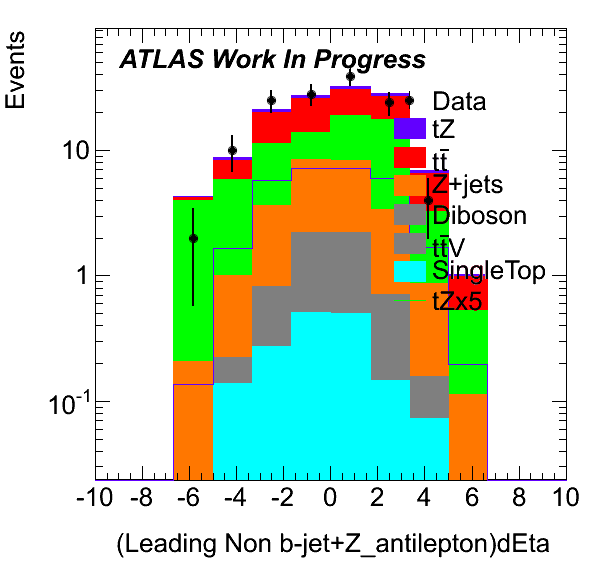 Events
ATLAS Work In Progress
Data
tZ
tt̄
Z+jets
Diboson
tt̄V
SingleTop
tZx5
10
1
10⁻¹
-10 -8 -6 -4 -2 0 2 4 6 8 10
(Leading Non b-jet+Z_antilepton)dEta